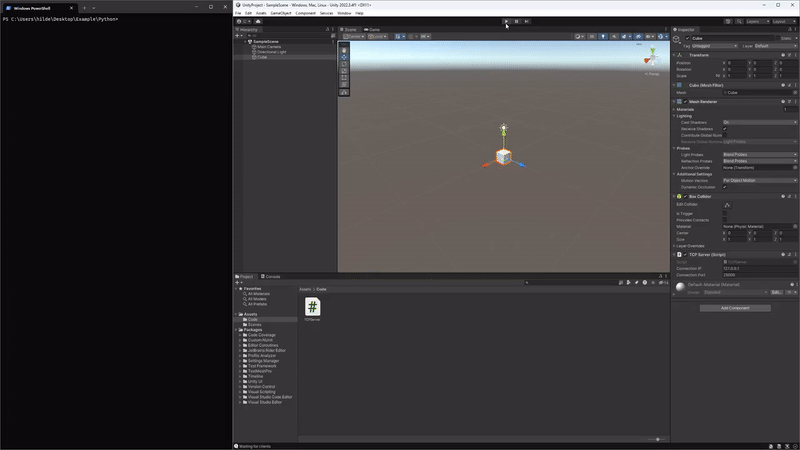 Windows PowerShell
PS C:\Users\hilde\Desktop\Example\Python>
UnityProject - SampleScene - Windows, Mac, Linux - Unity 2022.3.4f1 <DX11>
File Edit Assets GameObject Component Services Window Help
Layers Layout
Hierarchy
SampleScene
Main Camera
Directional Light
Cube
Scene Game
Center Local
2D
Persp
Inspector
Cube Static
Tag Untagged Layer Default
Transform
Position X 0 Y 0 Z 0
Rotation X 0 Y 0 Z 0
Scale X 1 Y 1 Z 1
Cube (Mesh Filter)
Mesh Cube
Mesh Renderer
Materials 1
Lighting
Cast Shadows On
Receive Shadows
Contribute Global Illum
Probes
Light Probes Blend Probes
Reflection Probes Blend Probes
Anchor Override None (Transform)
Additional Settings
Motion Vectors Per Object Motion
Dynamic Occlusion
Box Collider
Edit Collider
Is Trigger
Provides Contacts
Material None (Physic Material)
Center X 0 Y 0 Z 0
Size X 1 Y 1 Z 1
Layer Overrides
TCP Server (Script)
Script
Connection IP 127.0.0.1
Connection Port 25000
Default-Material (Material)
Shader Standard Edit...
Add Component
Project Console
Favorites
All Materials
All Models
All Prefabs
Assets
Code
Scenes
Packages
Code Coverage
Custom NUnit
Editor Coroutines
JetBrains Rider Editor
Profile Analyzer
Settings Manager
Test Framework
TextMeshPro
Timeline
Unity UI
Version Control
Visual Scripting
Visual Studio Code Editor
Visual Studio Editor
Assets > Code
TCPServer
Waiting for clients